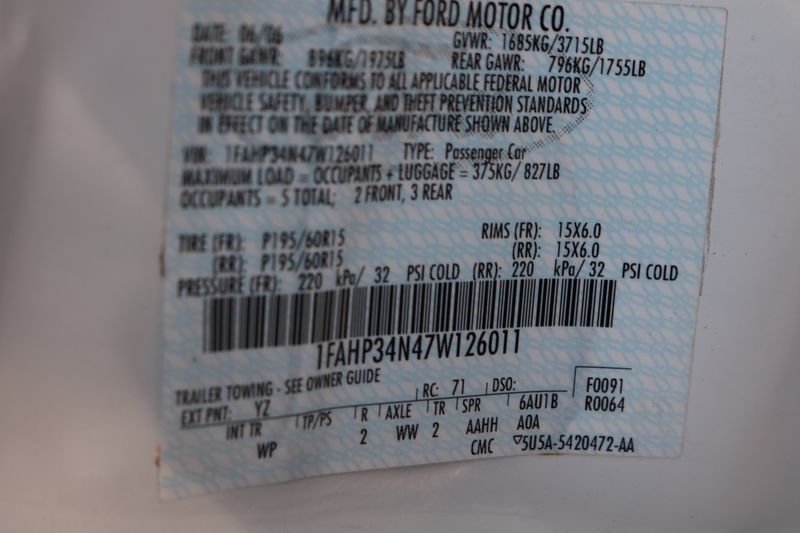 MFD. BY FORD MOTOR CO.
DATE: 06/06 GVWR: 1685KG/3715LB
FRONT GAWR: 896KG/1975LB REAR GAWR: 796KG/1755LB
THIS VEHICLE CONFORMS TO ALL APPLICABLE FEDERAL MOTOR
VEHICLE SAFETY, BUMPER, AND THEFT PREVENTION STANDARDS
IN EFFECT ON THE DATE OF MANUFACTURE SHOWN ABOVE.
VIN: 1FAHP34N47W126011 TYPE: Passenger Car
MAXIMUM LOAD = OCCUPANTS + LUGGAGE = 375KG/ 827LB
OCCUPANTS = 5 TOTAL; 2 FRONT, 3 REAR
TIRE (FR): P195/60R15 RIMS (FR): 15X6.0
(RR): P195/60R15 (RR): 15X6.0
PRESSURE (FR): 220 kPa/ 32 PSI COLD (RR): 220 kPa/ 32 PSI COLD
1FAHP34N47W126011
TRAILER TOWING - SEE OWNER GUIDE
EXT PNT: YZ RC: 71 DSO: F0091
INT TR TP/PS R AXLE TR SPR 6AU1B R0064
WP 2 WW 2 AAHH A0A
CMC ▽5U5A-5420472-AA